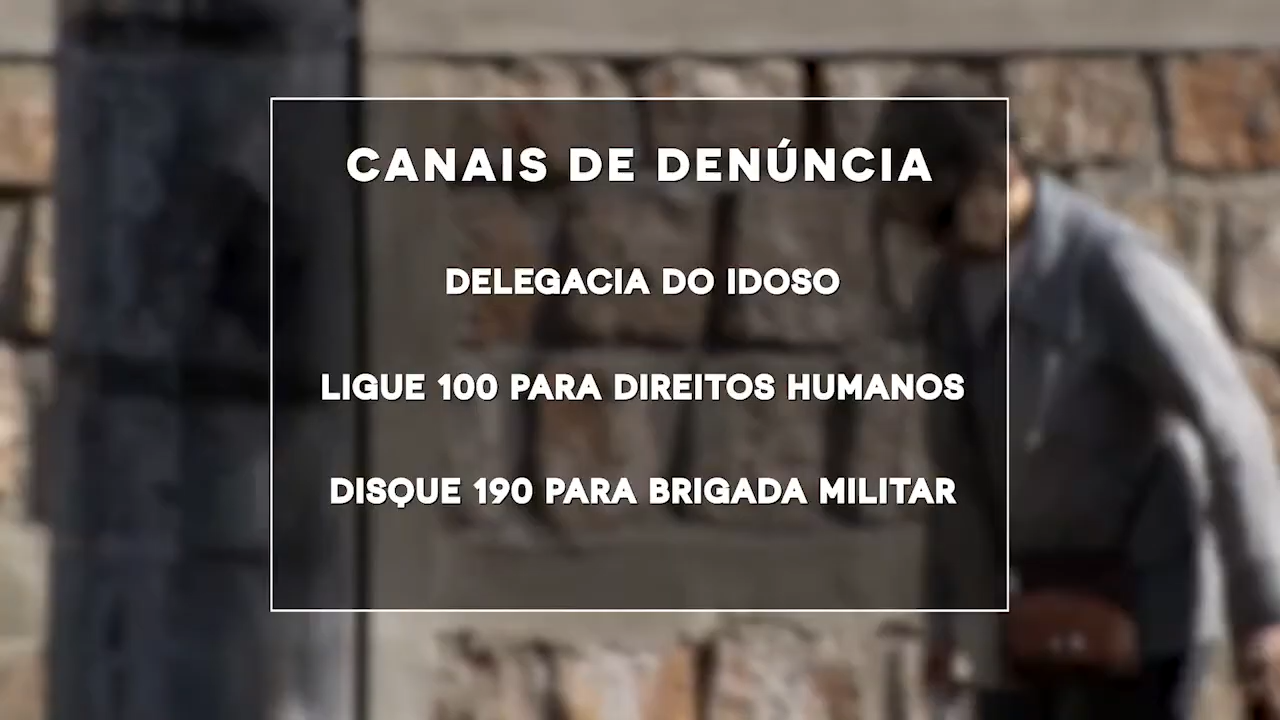 CANAIS DE DENÚNCIA
DELEGACIA DO IDOSO
LIGUE 100 PARA DIREITOS HUMANOS
DISQUE 190 PARA BRIGADA MILITAR